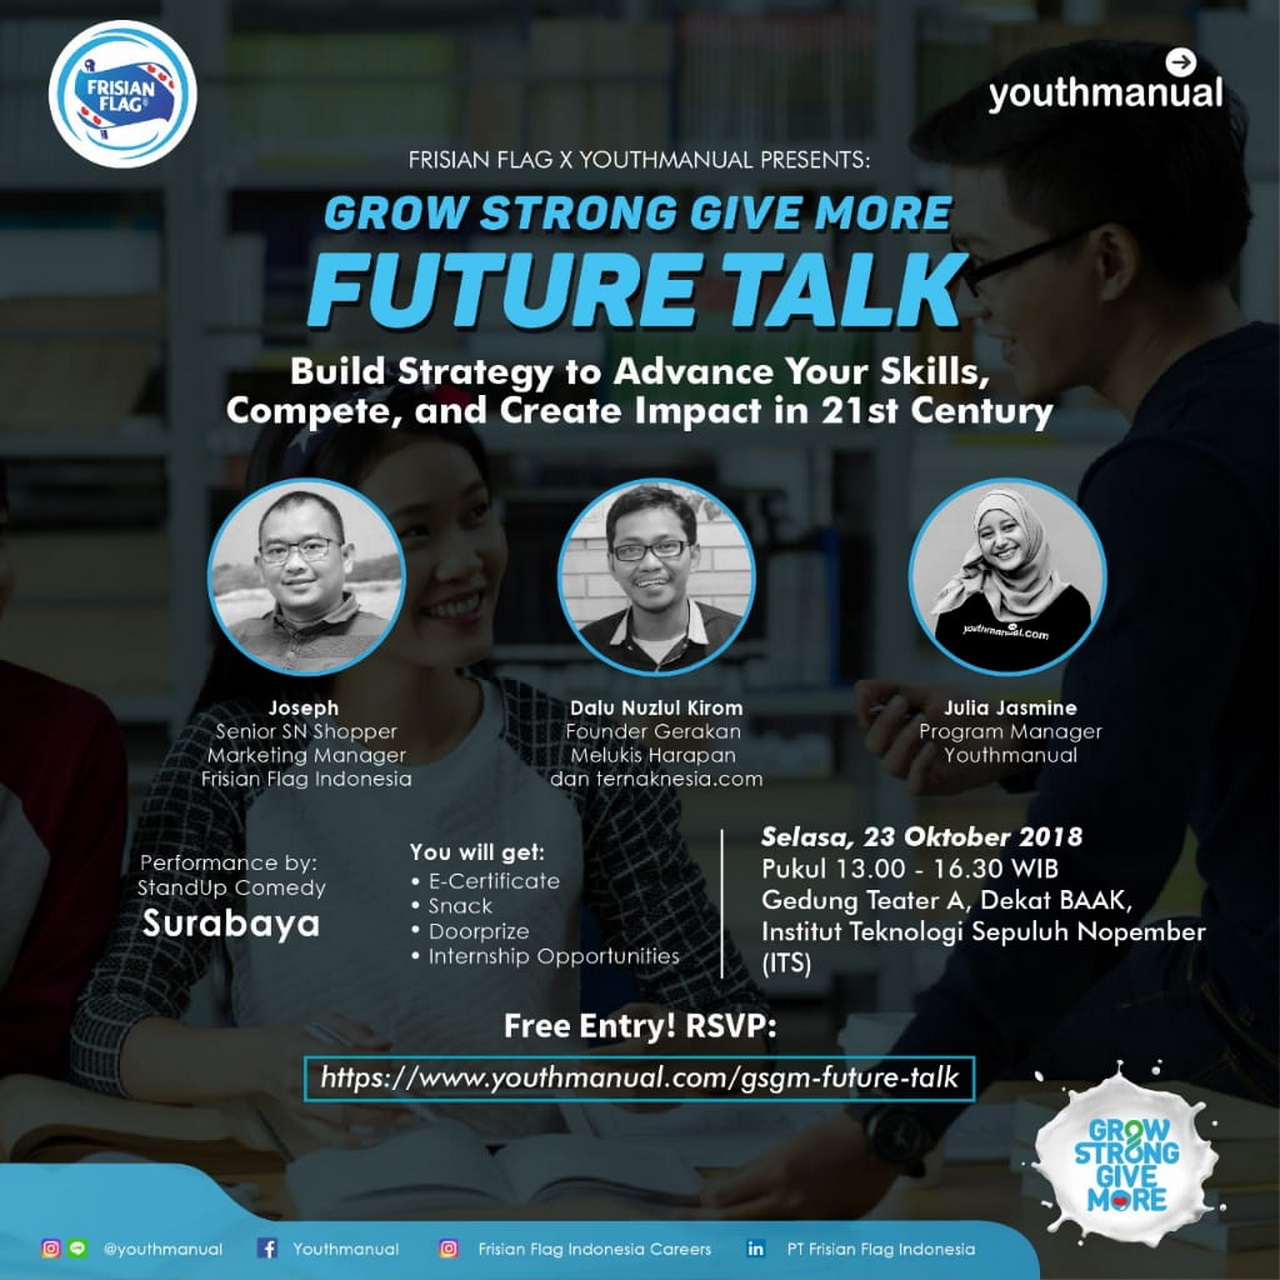 FRISIAN
FLAG®
youthmanual
FRISIAN FLAG X YOUTHMANUAL PRESENTS:
GROW STRONG GIVE MORE
FUTURE TALK
Build Strategy to Advance Your Skills,
Compete, and Create Impact in 21st Century
youthmanual.com
Joseph
Senior SN Shopper
Marketing Manager
Frisian Flag Indonesia
Dalu Nuzlul Kirom
Founder Gerakan
Melukis Harapan
dan ternaknesia.com
Julia Jasmine
Program Manager
Youthmanual
Performance by:
StandUp Comedy
Surabaya
You will get:
• E-Certificate
• Snack
• Doorprize
• Internship Opportunities
Selasa, 23 Oktober 2018
Pukul 13.00 - 16.30 WIB
Gedung Teater A, Dekat BAAK,
Institut Teknologi Sepuluh Nopember
(ITS)
Free Entry! RSVP:
https://www.youthmanual.com/gsgm-future-talk
GROW
STRONG
GIVE
MORE
@youthmanual
Youthmanual
Frisian Flag Indonesia Careers
in
PT Frisian Flag Indonesia